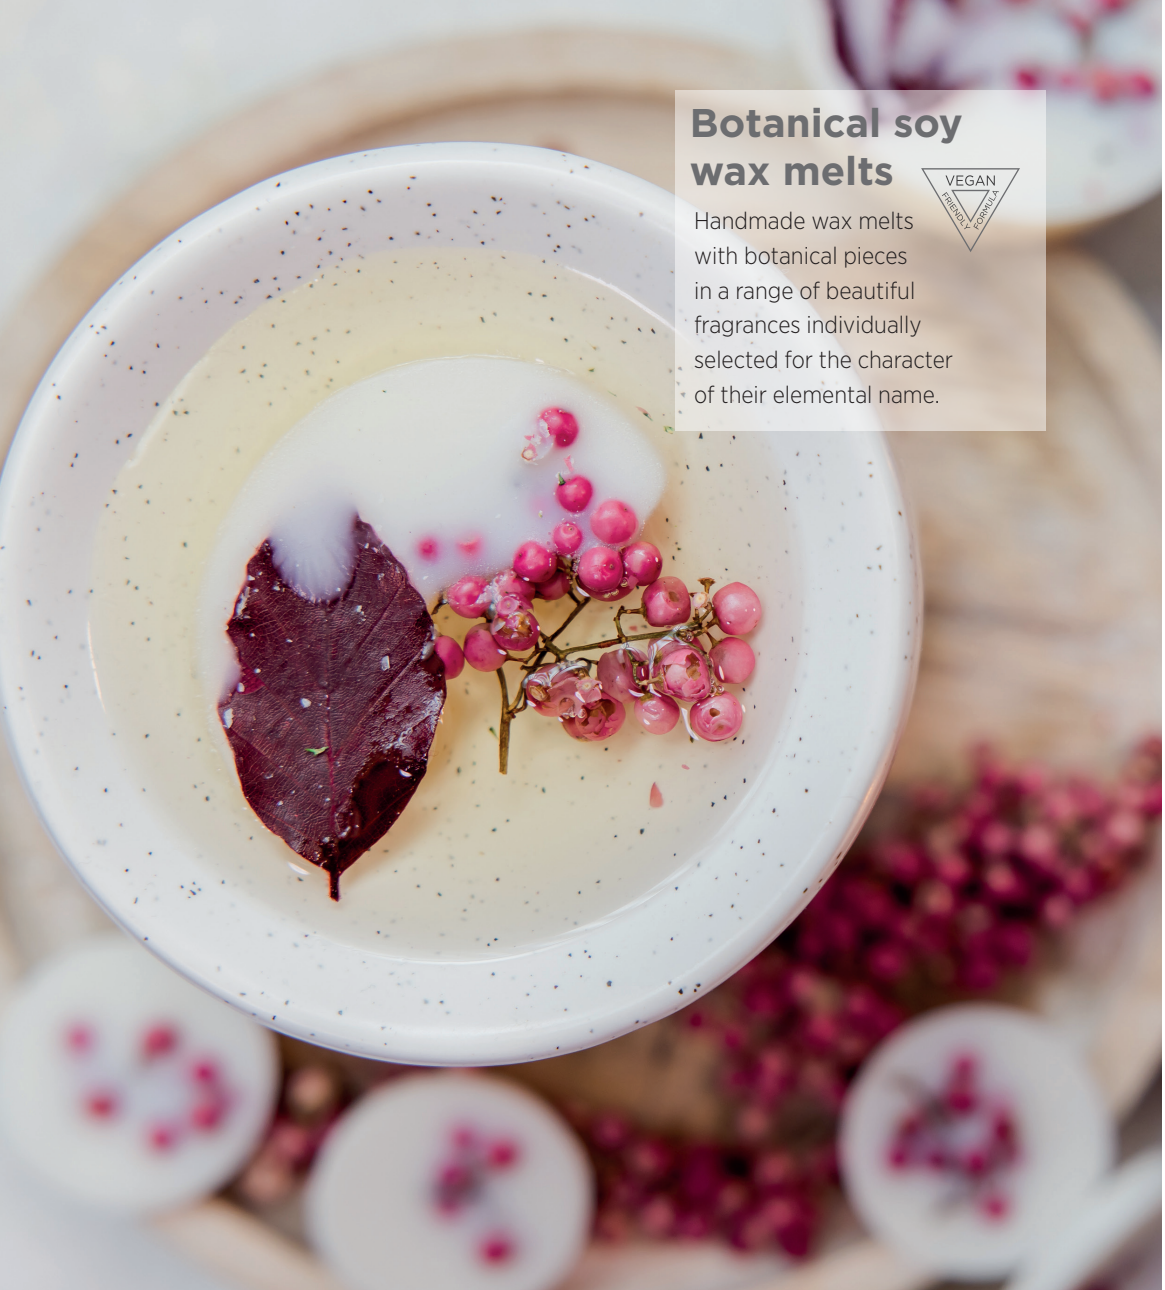 Botanical soy
wax melts
VEGAN
FRIENDLY
FORMULA
Handmade wax melts
with botanical pieces
in a range of beautiful
fragrances individually
selected for the character
of their elemental name.